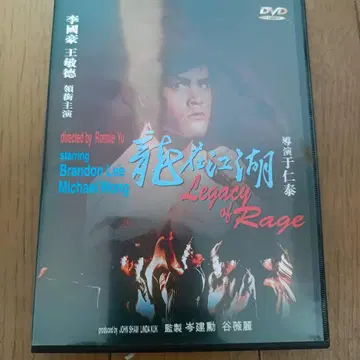 李國豪
王敏德
領銜主演
DVD
directed by Ronnie Yu
starring
Brandon Lee
Michael Wong
龍在江湖
Legacy
of
Rage
導演
于仁泰
produced by JOHN SHAM LINDA KUK
監製 岑建勳 谷薇麗